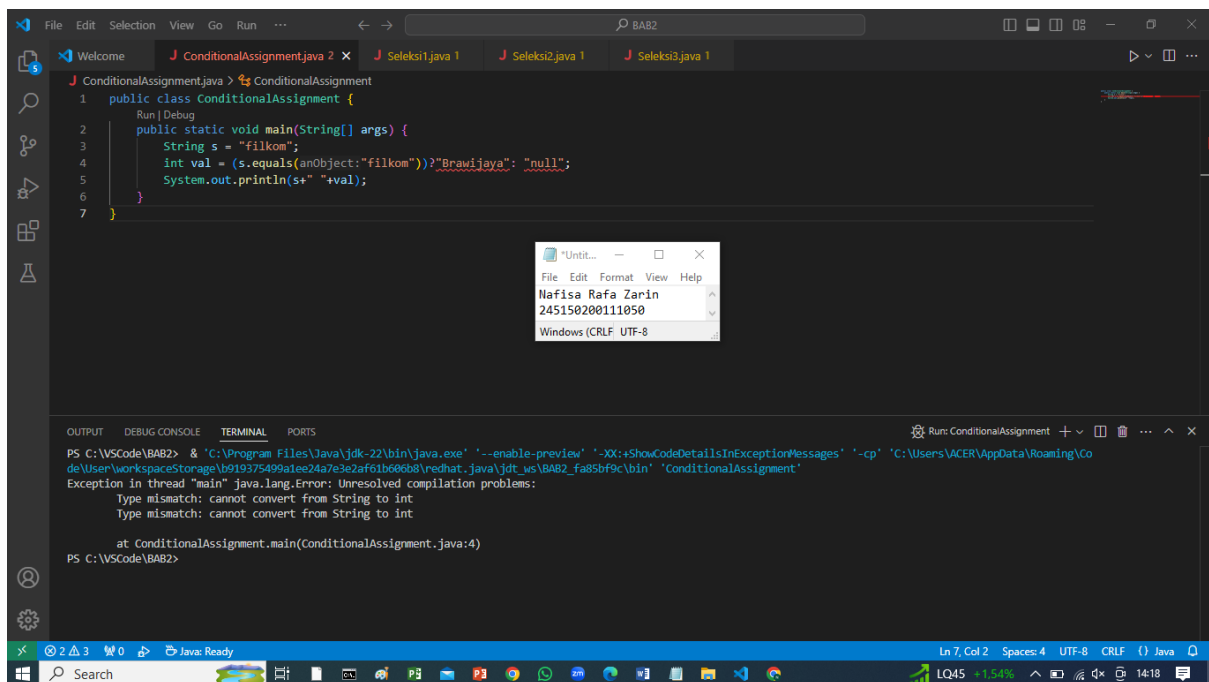 File Edit Selection View Go Run ··· BAB2
Welcome
J ConditionalAssignment.java 2
J Seleksi1.java 1
J Seleksi2.java 1
J Seleksi3.java 1
J ConditionalAssignment.java > ConditionalAssignment
1 public class ConditionalAssignment {
Run | Debug
2 public static void main(String[] args) {
3 String s = "filkom";
4 int val = (s.equals(anObject:"filkom"))?"Brawijaya": "null";
5 System.out.println(s+" "+val);
6 }
7 }
*Untit...
File Edit Format View Help
Nafisa Rafa Zarin
245150200111050
Windows (CRLF UTF-8
OUTPUT DEBUG CONSOLE TERMINAL PORTS
Run: ConditionalAssignment
PS C:\VSCode\BAB2> & 'C:\Program Files\Java\jdk-22\bin\java.exe' '--enable-preview' '-XX:+ShowCodeDetailsInExceptionMessages' '-cp' 'C:\Users\ACER\AppData\Roaming\Co
de\User\workspaceStorage\b919375499a1ee24a7e3e2af61b606b8\redhat.java\jdt_ws\BAB2_fa85bf9c\bin' 'ConditionalAssignment'
Exception in thread "main" java.lang.Error: Unresolved compilation problems:
Type mismatch: cannot convert from String to int
Type mismatch: cannot convert from String to int
at ConditionalAssignment.main(ConditionalAssignment.java:4)
PS C:\VSCode\BAB2>
2 3 0 Java: Ready
Ln 7, Col 2 Spaces: 4 UTF-8 CRLF {} Java
Search
LQ45 +1,54%
14:18